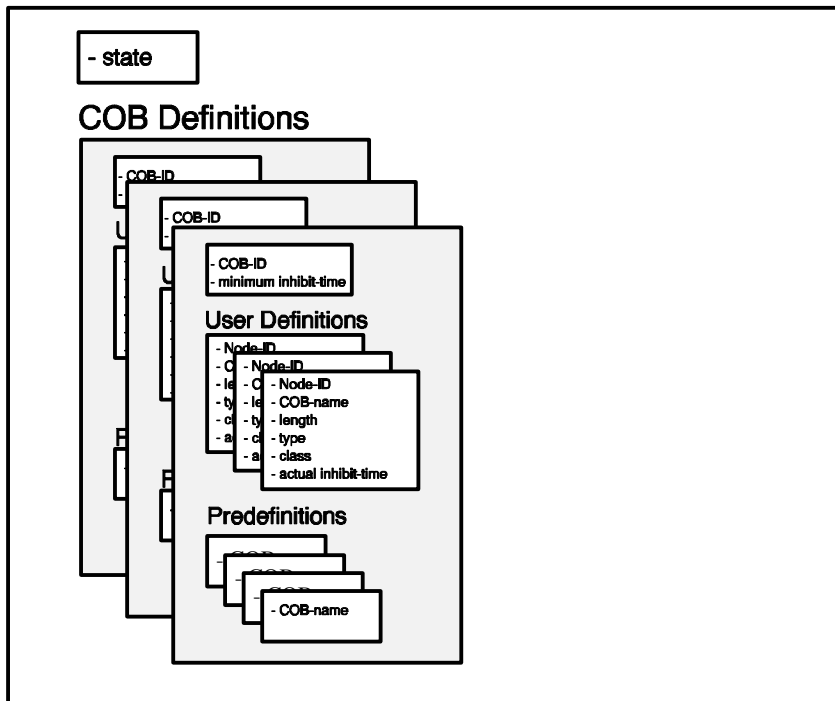 - state
COB Definitions
- COB-ID
-
- COB-ID
-
- COB-ID
- minimum inhibit-time
User Definitions
- Node-ID
- Node-ID
- Node-ID
- COB-name
- length
- type
- class
- actual inhibit-time
Predefinitions
- COB-name